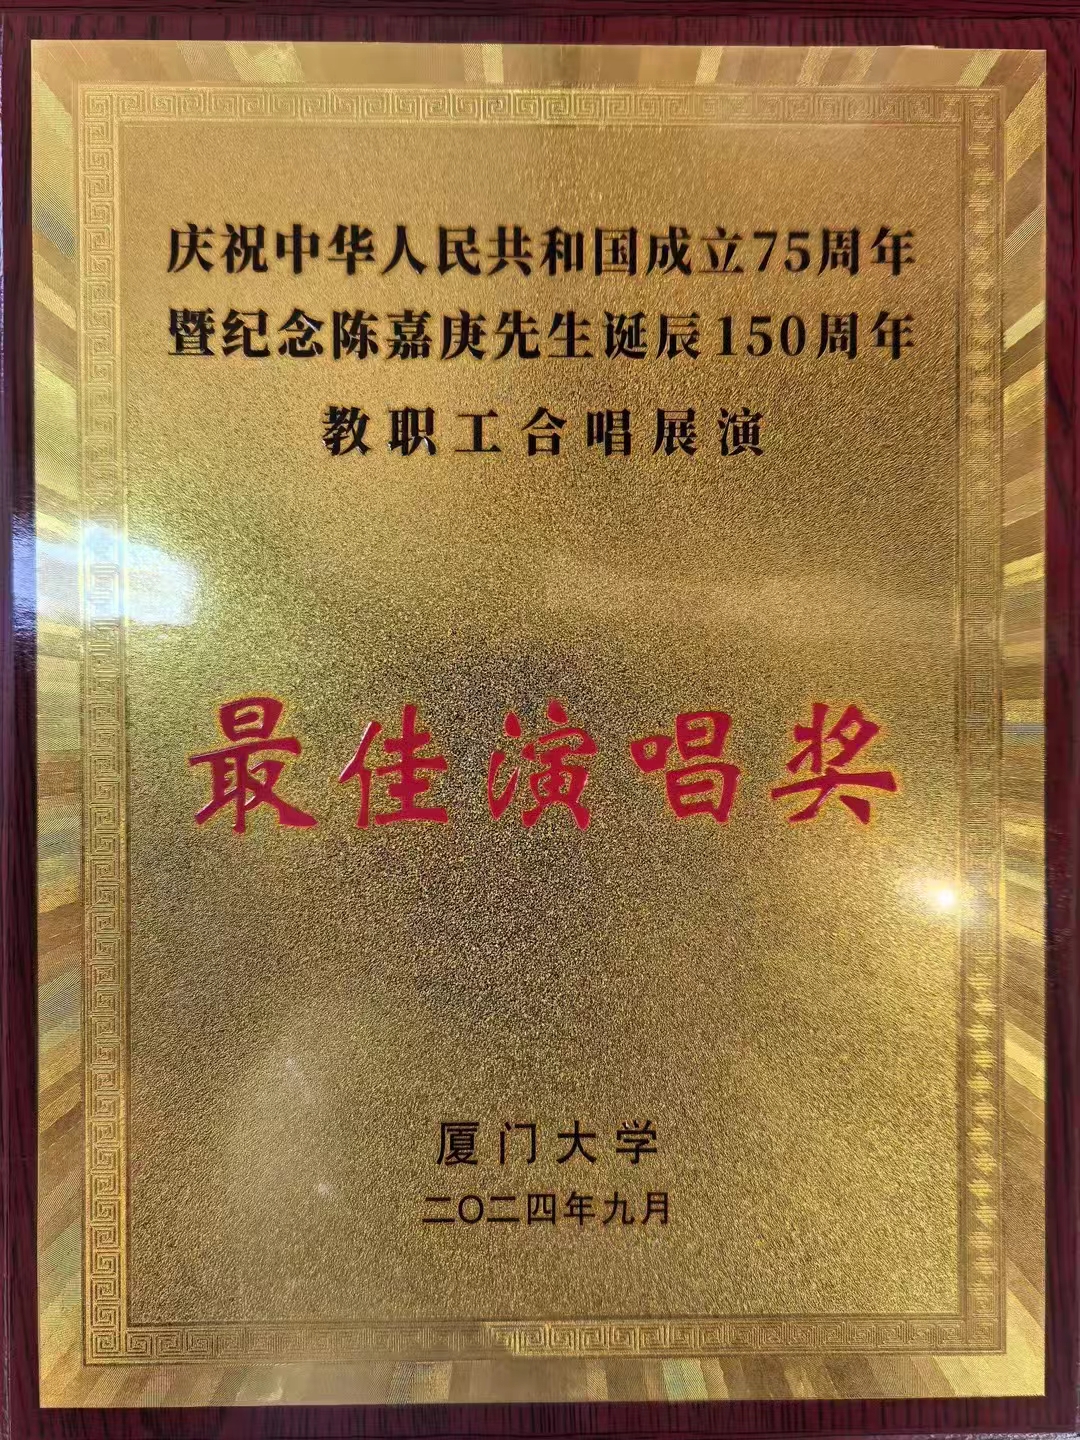 庆祝中华人民共和国成立75周年
暨纪念陈嘉庚先生诞辰150周年
教职工合唱展演
最佳演唱奖
厦门大学
二〇二四年九月